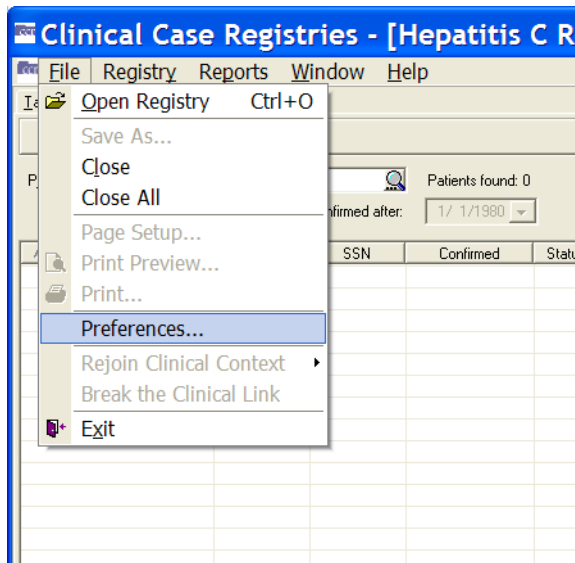 Clinical Case Registries - [Hepatitis C R
File Registry Reports Window Help
Open Registry Ctrl+O
Save As...
Close
Patients found: 0
Close All
nfirmed after: 1/ 1/1980
Page Setup...
SSN Confirmed Statu
Print Preview...
Print...
Preferences...
Rejoin Clinical Context
Break the Clinical Link
Exit